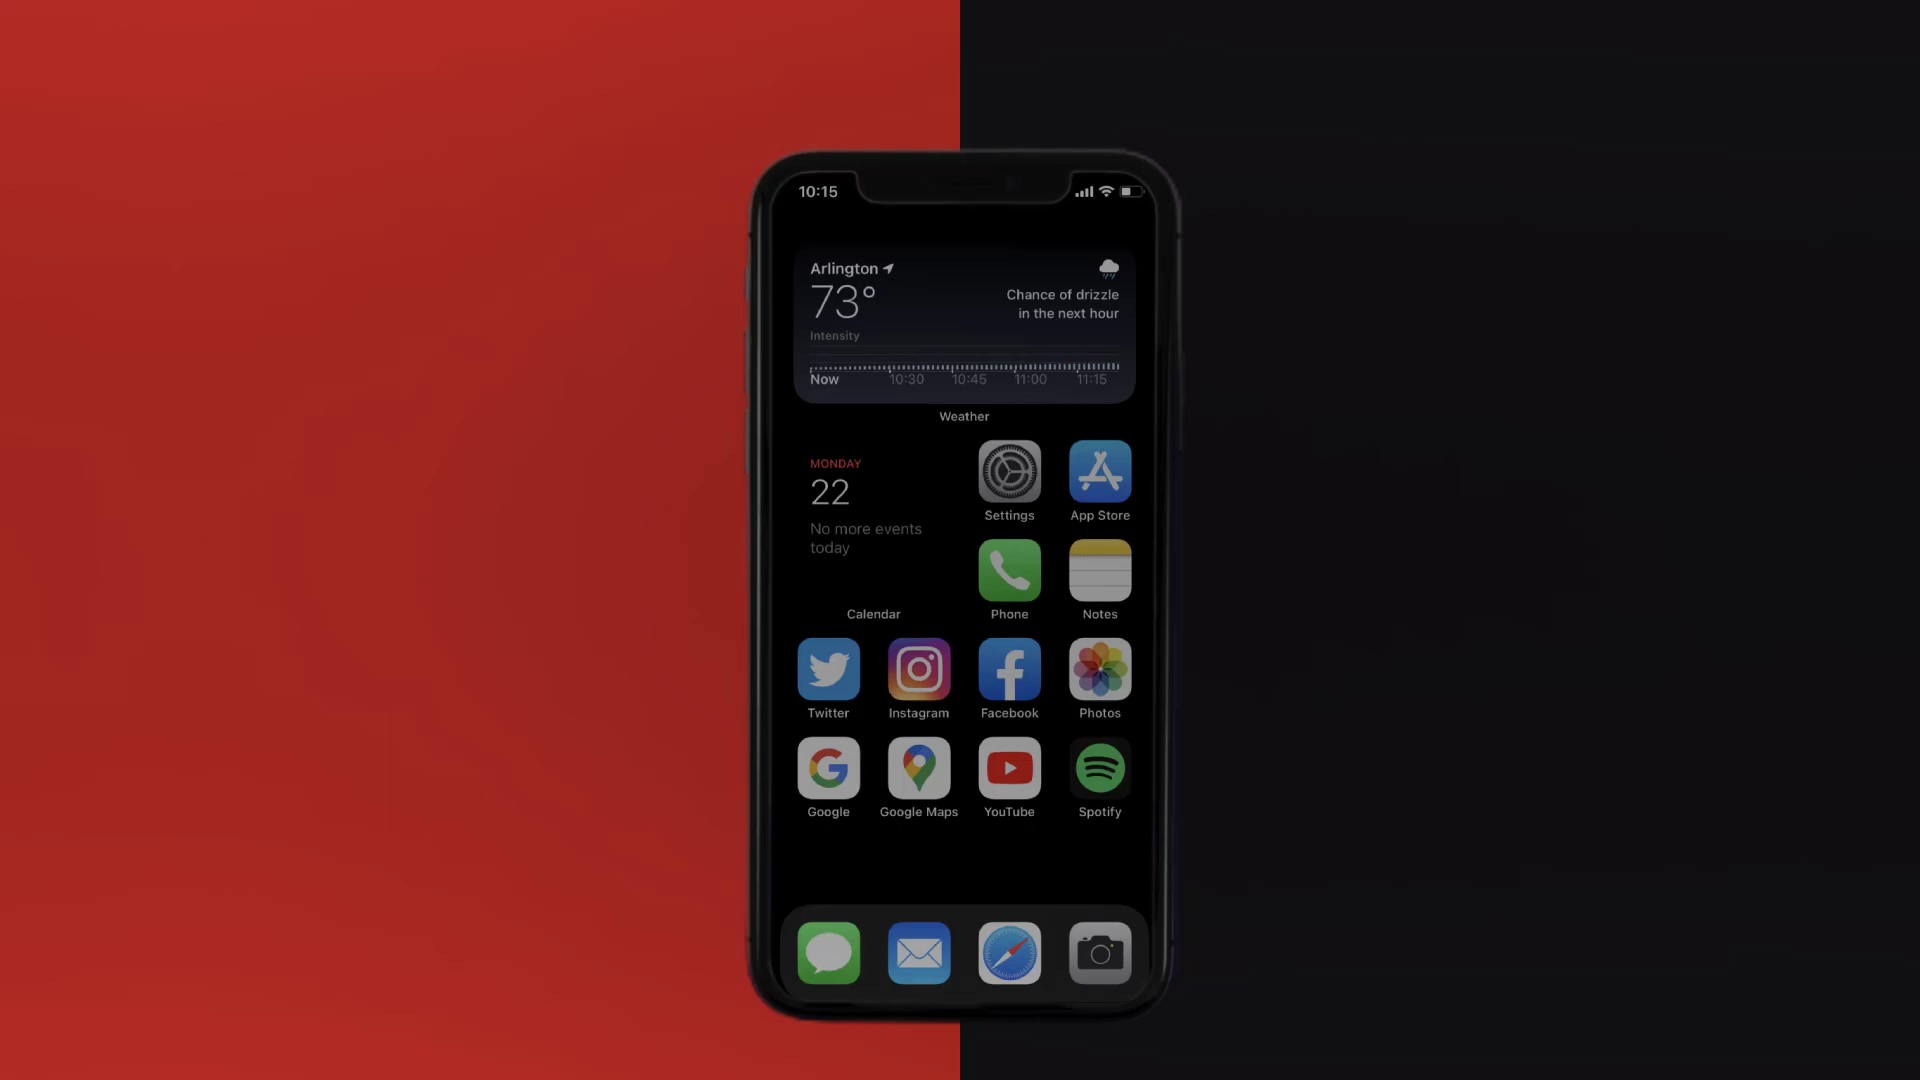 10:15
Arlington
73°
Chance of drizzle
in the next hour
Intensity
Now 10:30 10:45 11:00 11:15
Weather
MONDAY
22
No more events
today
Calendar
Settings App Store
Phone Notes
Twitter Instagram Facebook Photos
Google Google Maps YouTube Spotify